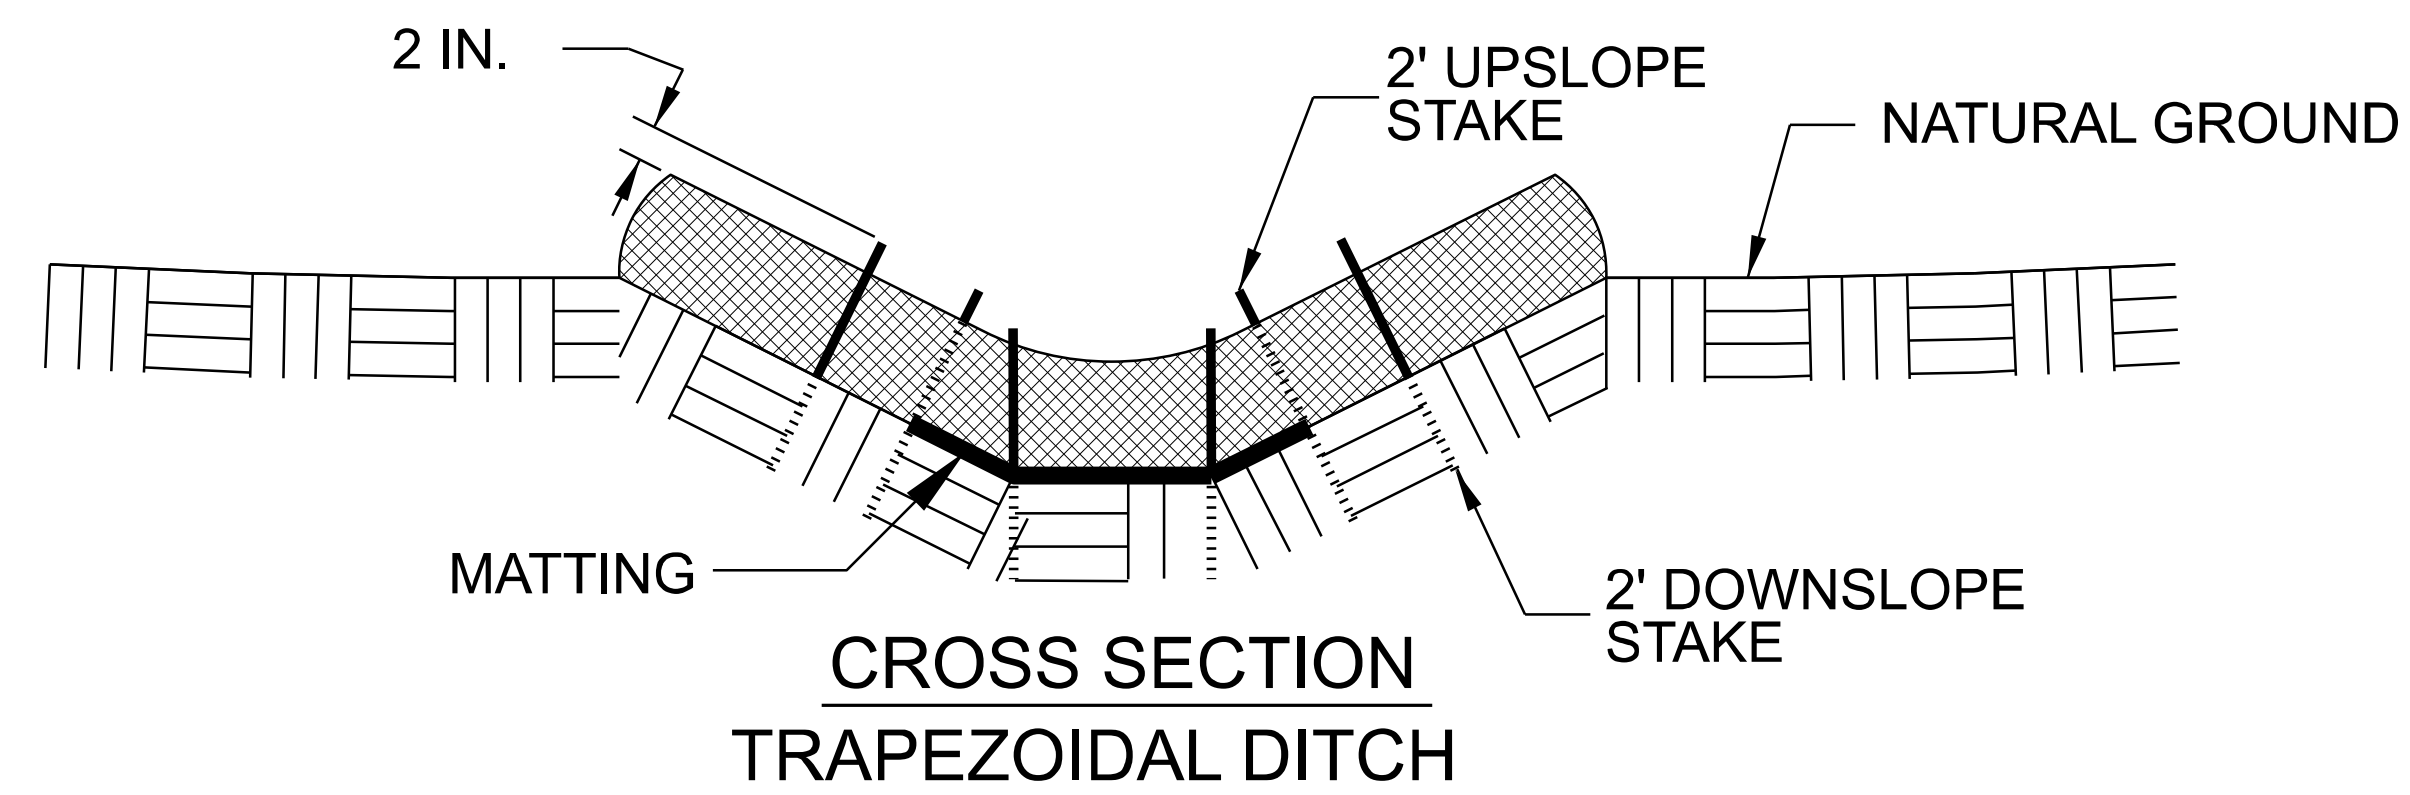 2 IN.
2' UPSLOPE
STAKE
NATURAL GROUND
MATTING
2' DOWNSLOPE
STAKE
CROSS SECTION
TRAPEZOIDAL DITCH